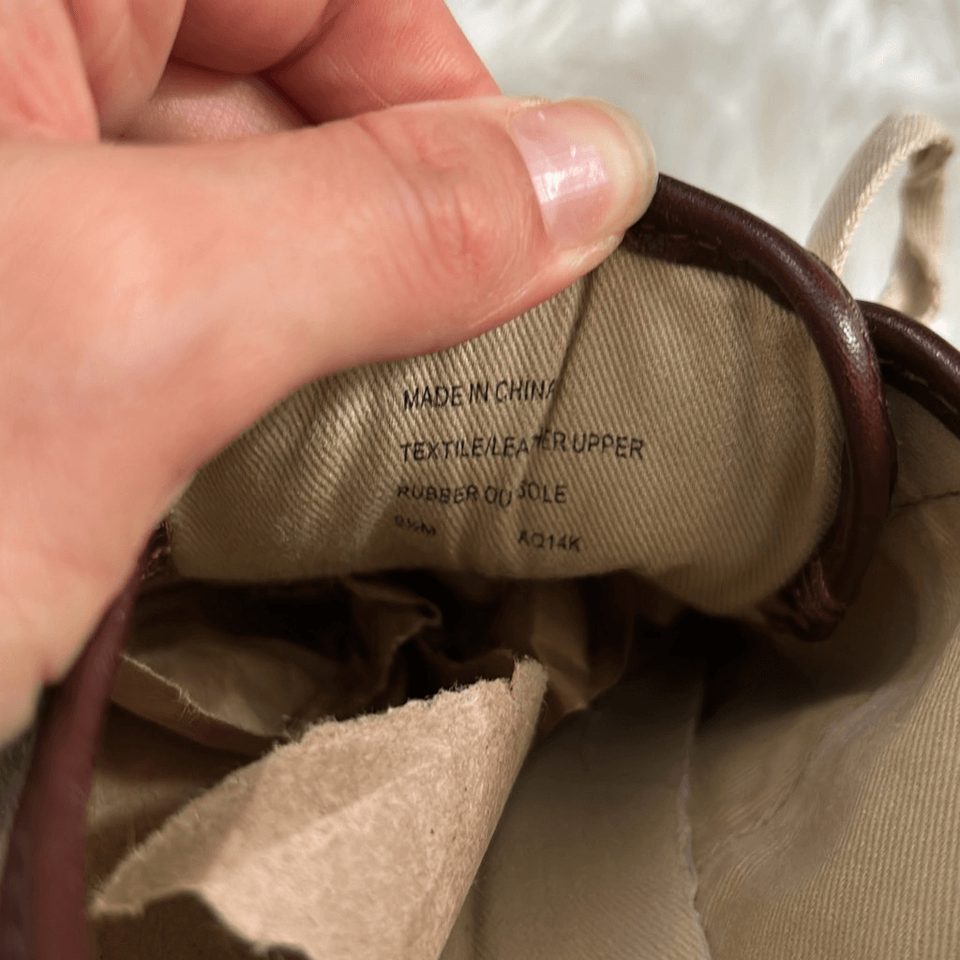 MADE IN CHINA
TEXTILE/LEATHER UPPER
RUBBER OUTSOLE
AQ14K